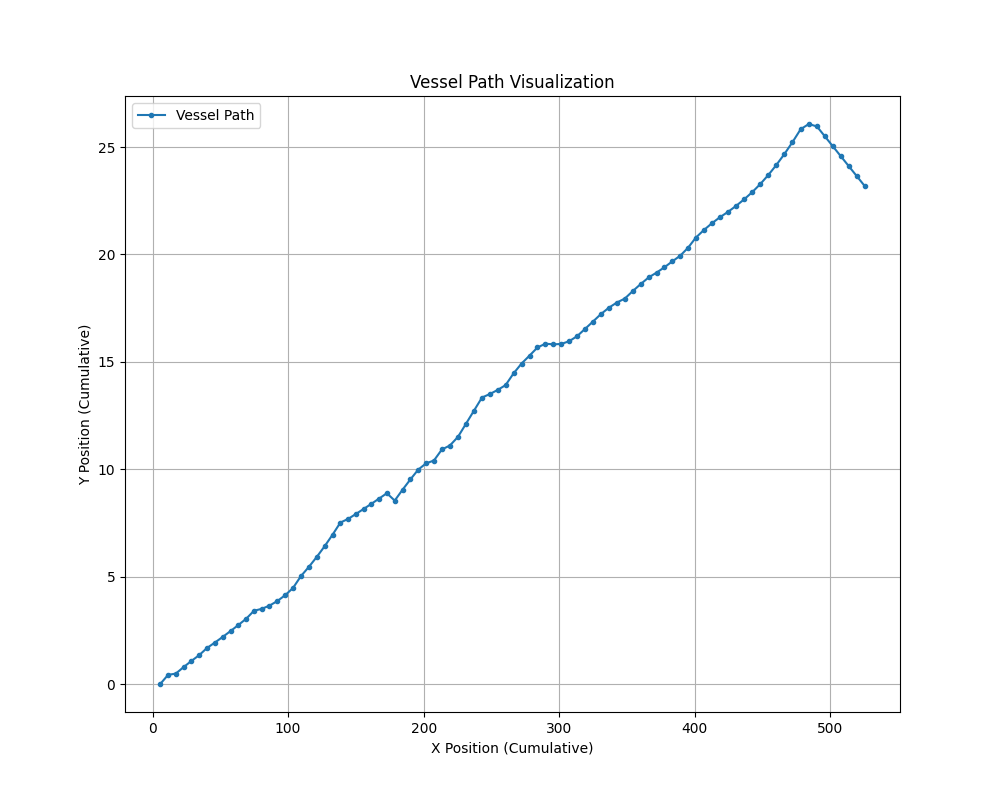 Vessel Path Visualization
Vessel Path
Y Position (Cumulative)
25
20
15
10
5
0
0 100 200 300 400 500
X Position (Cumulative)